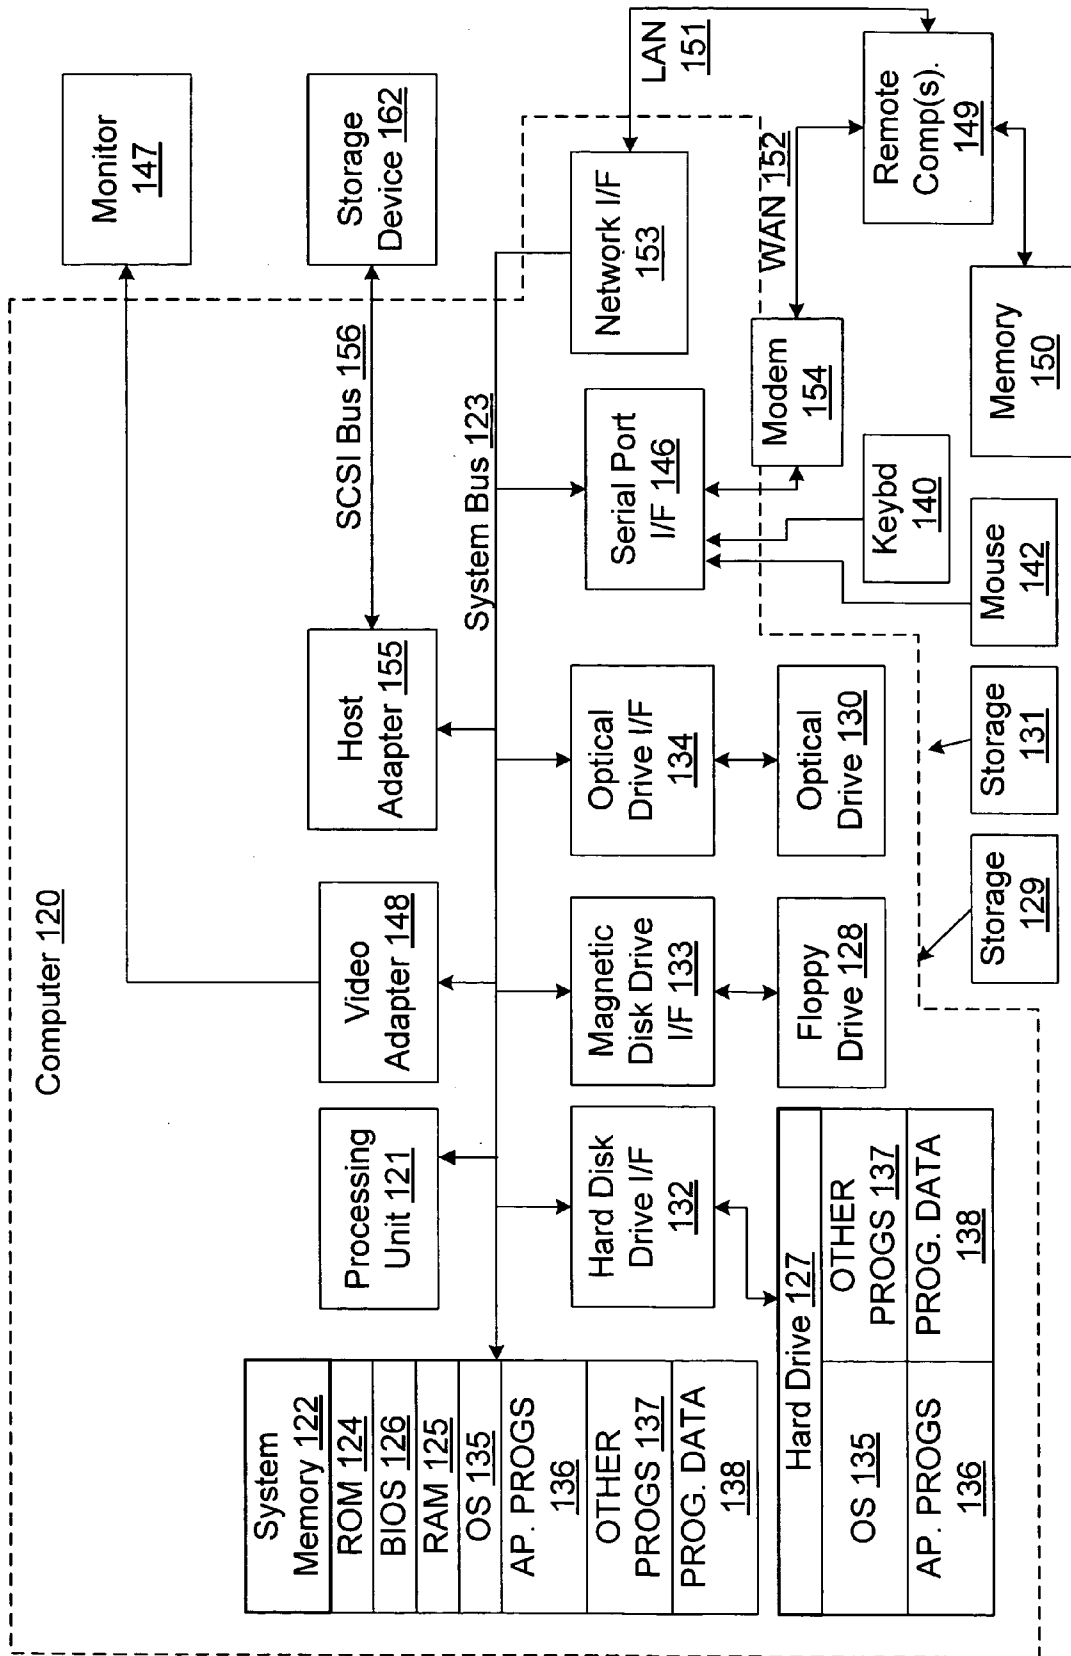 Computer 120
Monitor
147
System
Memory 122
ROM 124
BIOS 126
RAM 125
OS 135
AP. PROGS
136
OTHER
PROGS 137
PROG. DATA
138
Processing
Unit 121
Video
Adapter 148
Host
Adapter 155
SCSI Bus 156
Storage
Device 162
System Bus 123
Hard Disk
Drive I/F
132
Magnetic
Disk Drive
I/F 133
Optical
Drive I/F
134
Serial Port
I/F 146
Network I/F
153
LAN
151
Hard Drive 127
OS 135
OTHER
PROGS 137
AP. PROGS
136
PROG. DATA
138
Floppy
Drive 128
Optical
Drive 130
Modem
154
WAN 152
Remote
Comp(s).
149
Storage
129
Storage
131
Mouse
142
Keybd
140
Memory
150